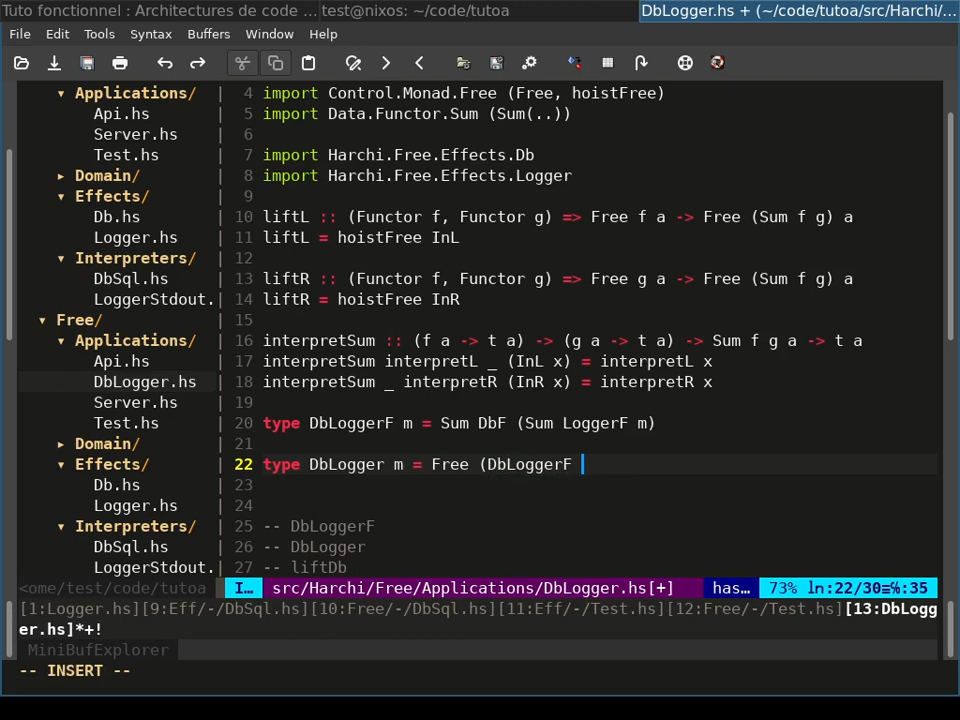 Tuto fonctionnel : Architectures de code ... test@nixos: ~/code/tutoa DbLogger.hs + (~/code/tutoa/src/Harchi/...
File Edit Tools Syntax Buffers Window Help
▾ Applications/ | 4 import Control.Monad.Free (Free, hoistFree)
Api.hs | 5 import Data.Functor.Sum (Sum(..))
Server.hs | 6
Test.hs | 7 import Harchi.Free.Effects.Db
▸ Domain/ | 8 import Harchi.Free.Effects.Logger
▾ Effects/ | 9
Db.hs | 10 liftL :: (Functor f, Functor g) => Free f a -> Free (Sum f g) a
Logger.hs | 11 liftL = hoistFree InL
▾ Interpreters/ | 12
DbSql.hs | 13 liftR :: (Functor f, Functor g) => Free g a -> Free (Sum f g) a
LoggerStdout.| 14 liftR = hoistFree InR
▾ Free/ | 15
▾ Applications/ | 16 interpretSum :: (f a -> t a) -> (g a -> t a) -> Sum f g a -> t a
Api.hs | 17 interpretSum interpretL _ (InL x) = interpretL x
DbLogger.hs | 18 interpretSum _ interpretR (InR x) = interpretR x
Server.hs | 19
Test.hs | 20 type DbLoggerF m = Sum DbF (Sum LoggerF m)
▸ Domain/ | 21
▾ Effects/ | 22 type DbLogger m = Free (DbLoggerF
Db.hs | 23
Logger.hs | 24
▾ Interpreters/ | 25 -- DbLoggerF
DbSql.hs | 26 -- DbLogger
LoggerStdout.| 27 -- liftDb
<ome/test/code/tutoa I… src/Harchi/Free/Applications/DbLogger.hs[+] has… 73% ㏑:22/30≡℅:35
[1:Logger.hs][9:Eff/-/DbSql.hs][10:Free/-/DbSql.hs][11:Eff/-/Test.hs][12:Free/-/Test.hs][13:DbLogg
er.hs]*+!
MiniBufExplorer
-- INSERT --